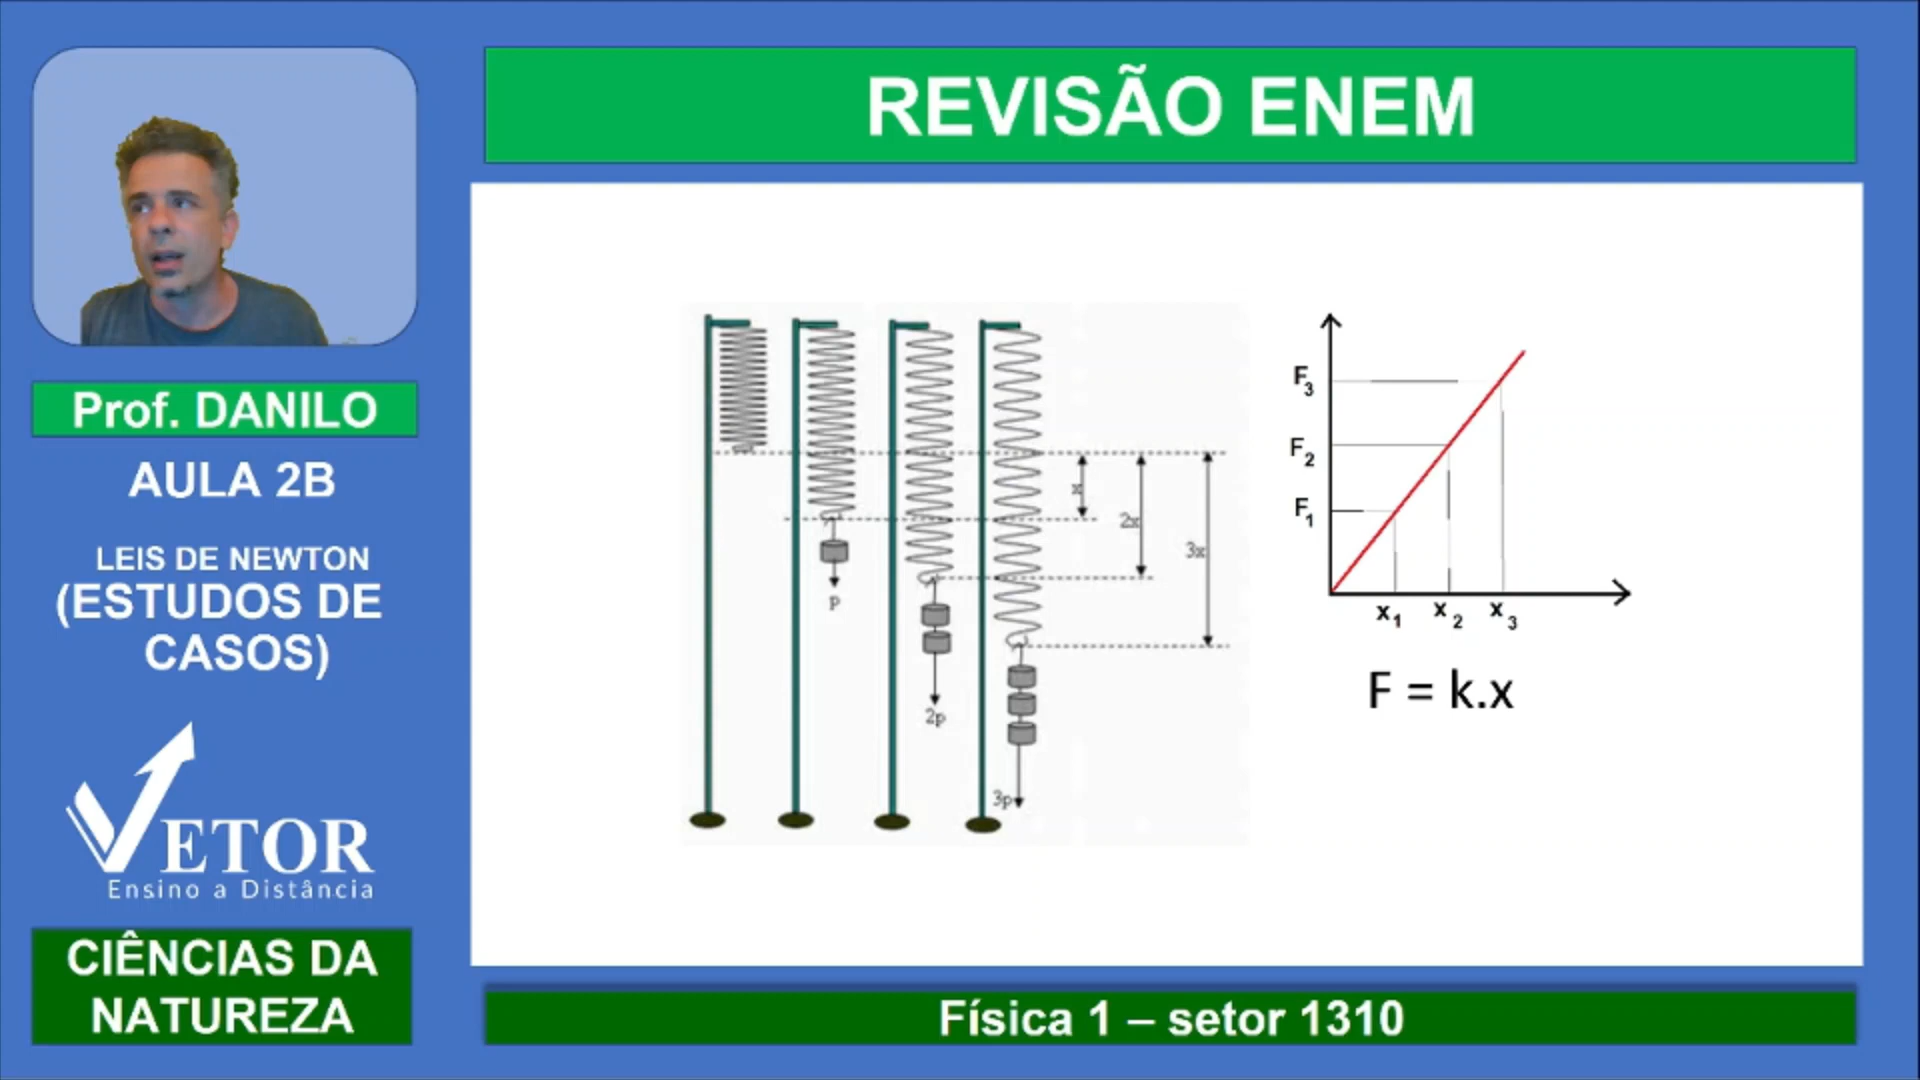 REVISÃO ENEM
Prof. DANILO
AULA 2B
LEIS DE NEWTON
(ESTUDOS DE
CASOS)
VETOR
Ensino a Distância
CIÊNCIAS DA
NATUREZA
x
2x
3x
p
2p
3p
F3
F2
F1
x1 x2 x3
F = k.x
Física 1 – setor 1310